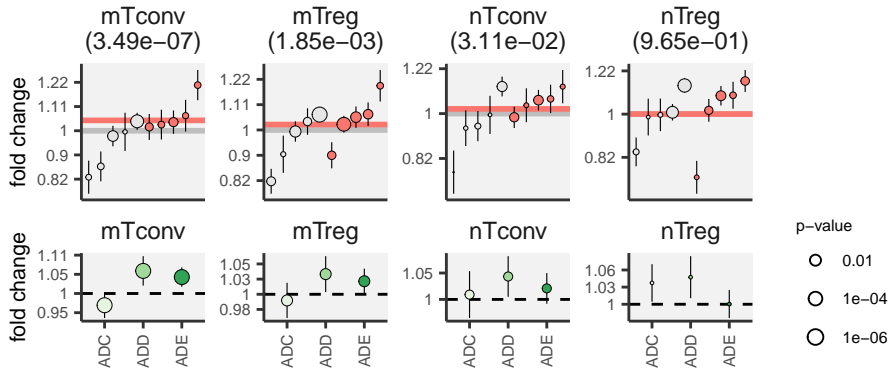 mTconv
(3.49e−07)
mTreg
(1.85e−03)
nTconv
(3.11e−02)
nTreg
(9.65e−01)
fold change
1.22
1.11
1
0.9
0.82
1.22
1.11
1
0.9
0.82
1.22
1
0.82
1.22
1
0.82
mTconv
mTreg
nTconv
nTreg
fold change
1.11
1.05
1
0.95
1.05
1.03
1
0.98
1.05
1
1.06
1.03
1
ADC
ADD
ADE
ADC
ADD
ADE
ADC
ADD
ADE
ADC
ADD
ADE
p−value
0.01
1e−04
1e−06